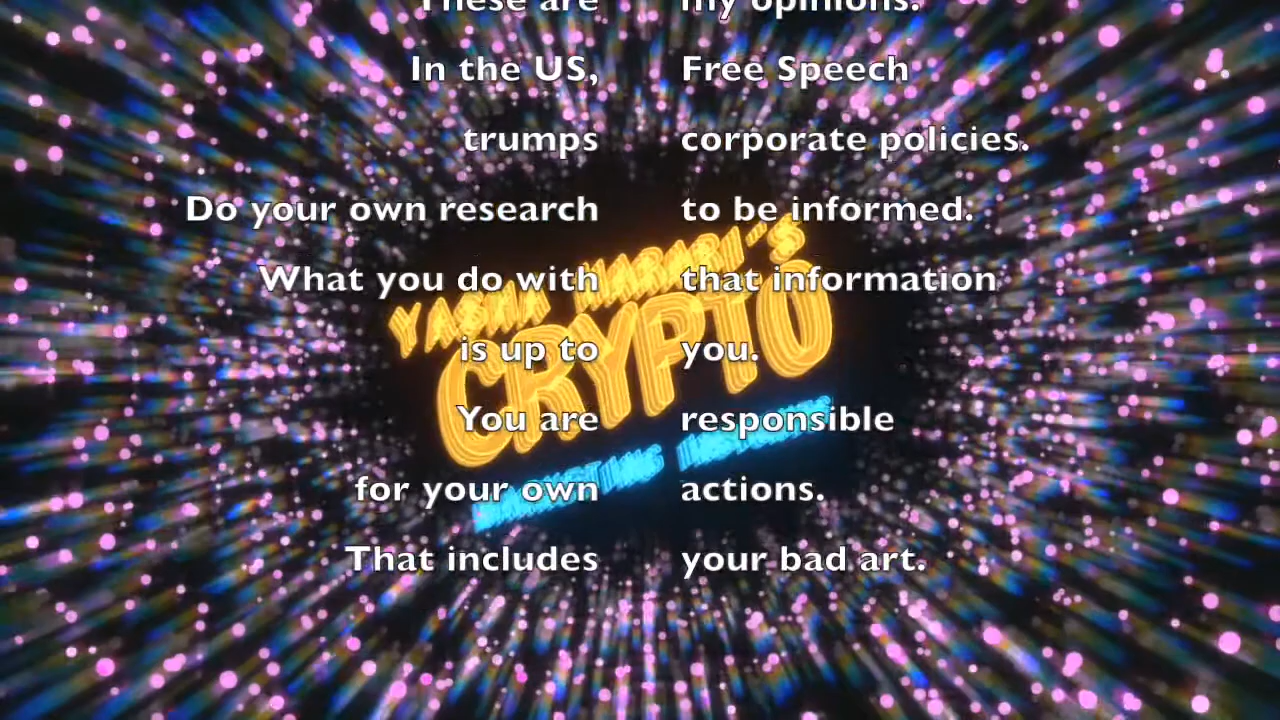 These are my opinions.
In the US, Free Speech
trumps corporate policies.
Do your own research to be informed.
What you do with that information
is up to you.
You are responsible
for your own actions.
That includes your bad art.
YASHA HARARI'S
CRYPTO